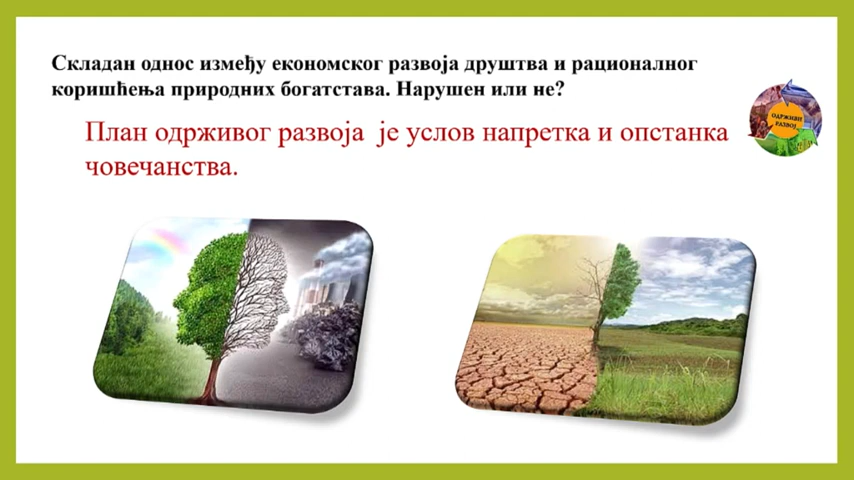 Складан однос између економског развоја друштва и рационалног
коришћења природних богатстава. Нарушен или не?
План одрживог развоја је услов напретка и опстанка
човечанства.
ОДРЖИВИ
РАЗВОЈ